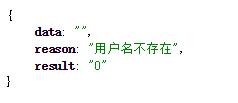 {
data: "",
reason: "用户名不存在",
result: "0"
}